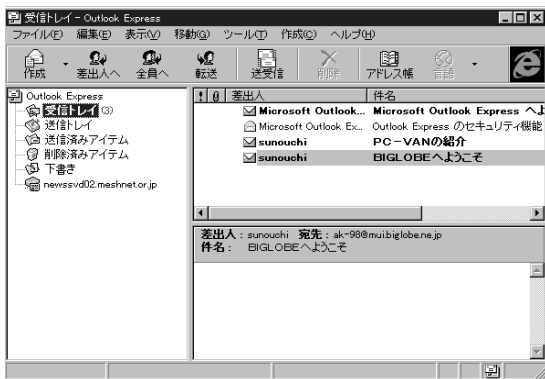 受信トレイ - Outlook Express
ファイル(F) 編集(E) 表示(V) 移動(G) ツール(T) 作成(C) ヘルプ(H)
作成 差出人へ 全員へ 転送 送受信 削除 アドレス帳 言語
Outlook Express
受信トレイ (3)
送信トレイ
送信済みアイテム
削除済みアイテム
下書き
newssvd02.meshnet.or.jp
! 差出人 件名
Microsoft Outlook... Microsoft Outlook Express へよ
Microsoft Outlook Ex... Outlook Express のセキュリティ機能
sunouchi PC-VANの紹介
sunouchi BIGLOBEへようこそ
差出人: sunouchi 宛先: ak-98@mui.biglobe.ne.jp
件名: BIGLOBEへようこそ